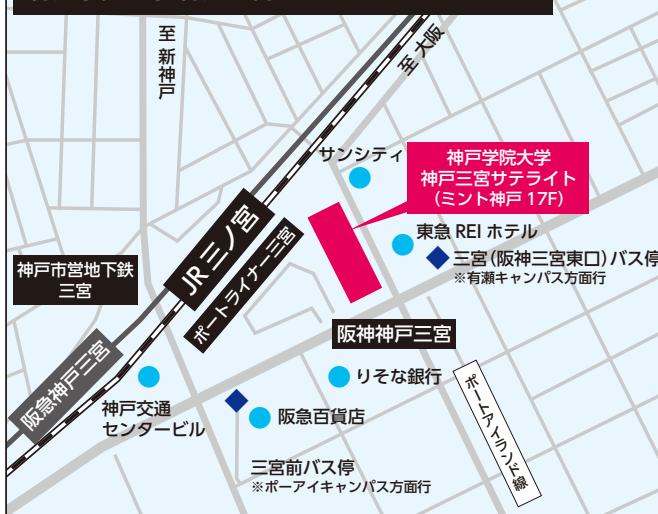 至 新神戸
至 大阪
サンシティ
神戸学院大学
神戸三宮サテライト
(ミント神戸 17F)
東急 REI ホテル
三宮(阪神三宮東口)バス停
※有瀬キャンパス方面行
JR 三ノ宮
ポートライナー三宮
神戸市営地下鉄
三宮
阪神神戸三宮
阪急神戸三宮
りそな銀行
神戸交通
センタービル
阪急百貨店
ポートアイランド線
三宮前バス停
※ポーアイキャンパス方面行